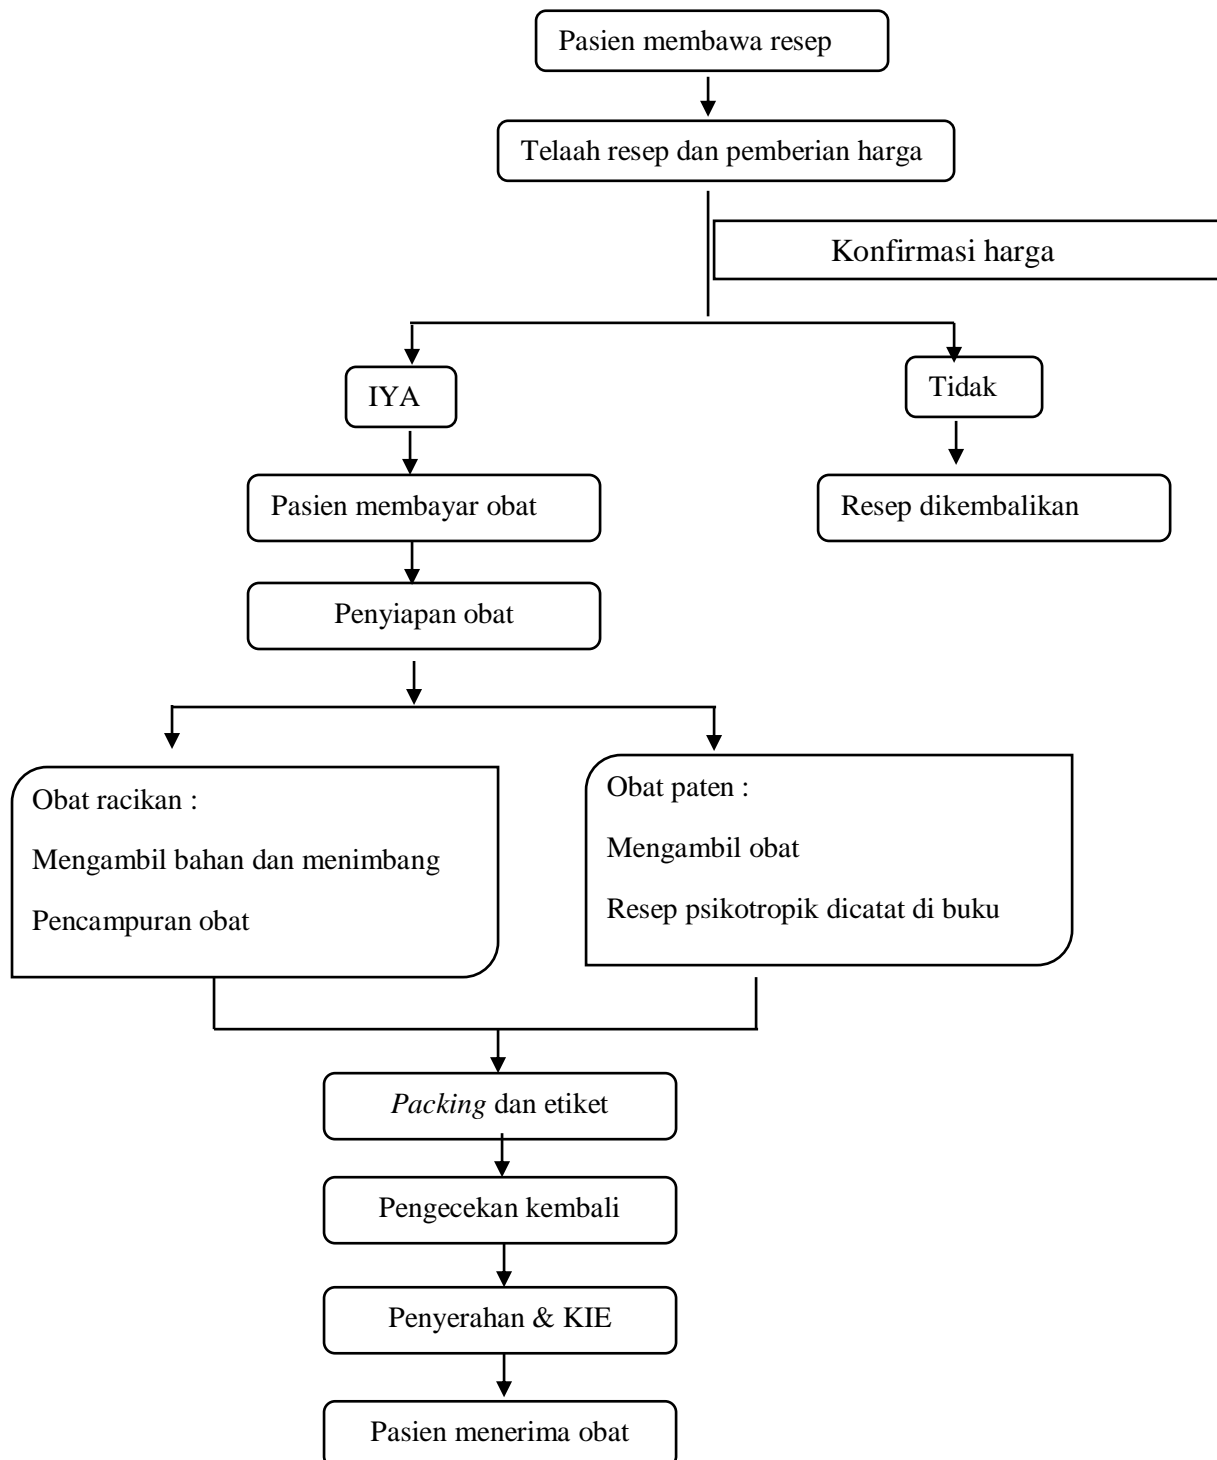 Pasien membawa resep
Telaah resep dan pemberian harga
Konfirmasi harga
IYA
Tidak
Pasien membayar obat
Resep dikembalikan
Penyiapan obat
Obat racikan :
Mengambil bahan dan menimbang
Pencampuran obat
Obat paten :
Mengambil obat
Resep psikotropik dicatat di buku
Packing dan etiket
Pengecekan kembali
Penyerahan & KIE
Pasien menerima obat